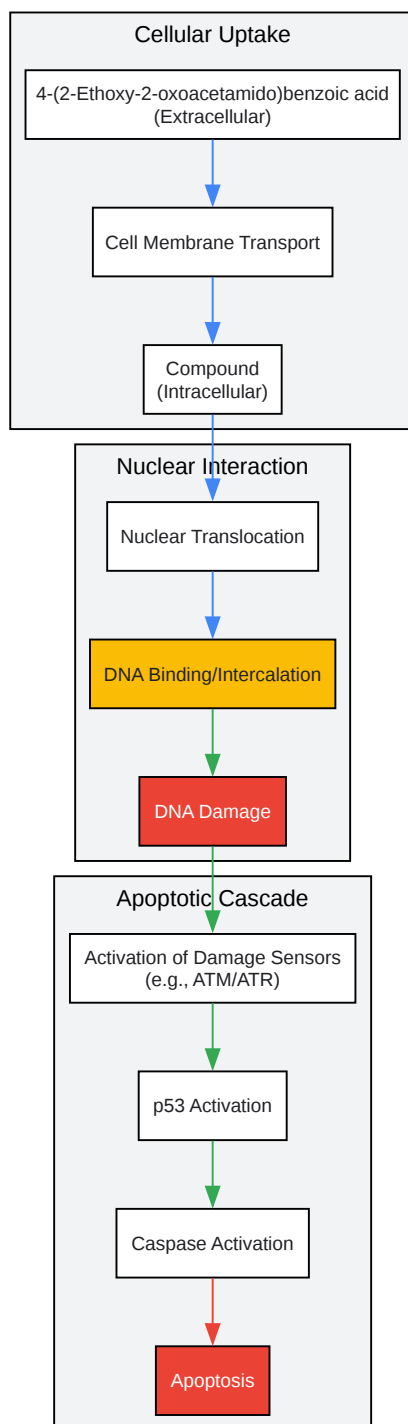 Cellular Uptake
4-(2-Ethoxy-2-oxoacetamido)benzoic acid
(Extracellular)
Cell Membrane Transport
Compound
(Intracellular)
Nuclear Interaction
Nuclear Translocation
DNA Binding/Intercalation
DNA Damage
Apoptotic Cascade
Activation of Damage Sensors
(e.g., ATM/ATR)
p53 Activation
Caspase Activation
Apoptosis